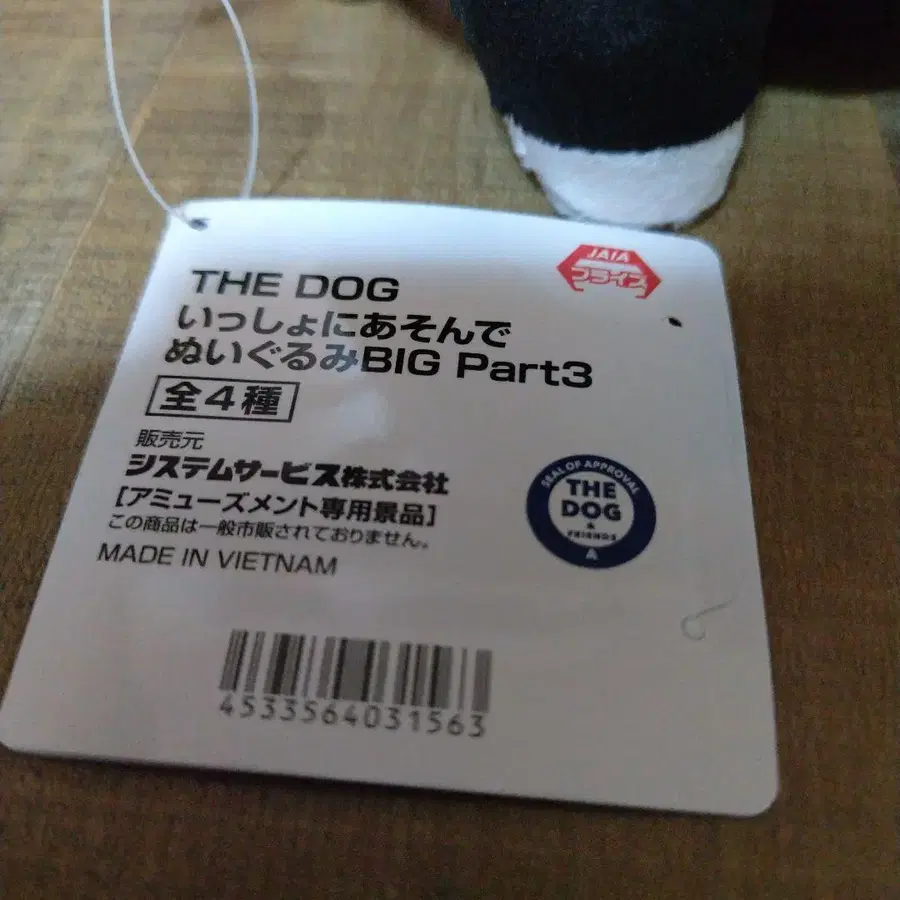 JAIA
プライズ
THE DOG
いっしょにあそんで
ぬいぐるみBIG Part3
全4種
販売元
システムサービス株式会社
[アミューズメント専用景品]
この商品は一般市販されておりません。
MADE IN VIETNAM
SEAL OF APPROVAL
THE
DOG
&
FRIENDS
4533564031563